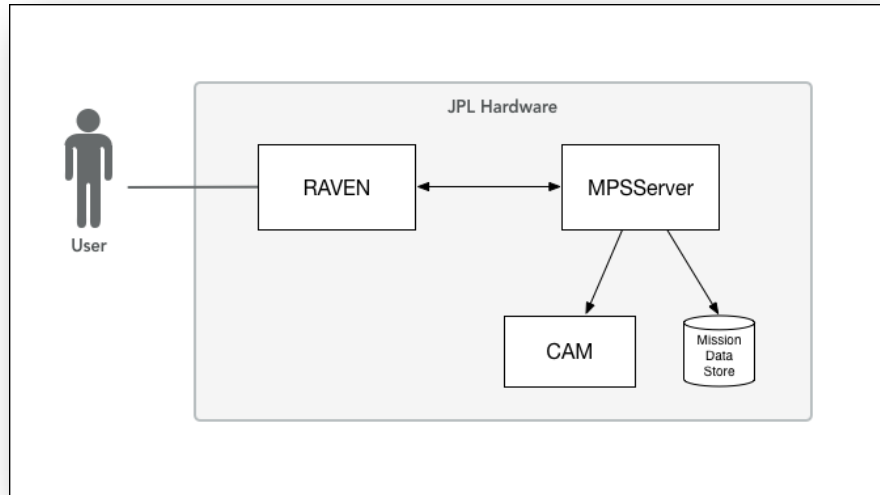 JPL Hardware
RAVEN
MPSServer
User
CAM
Mission
Data
Store